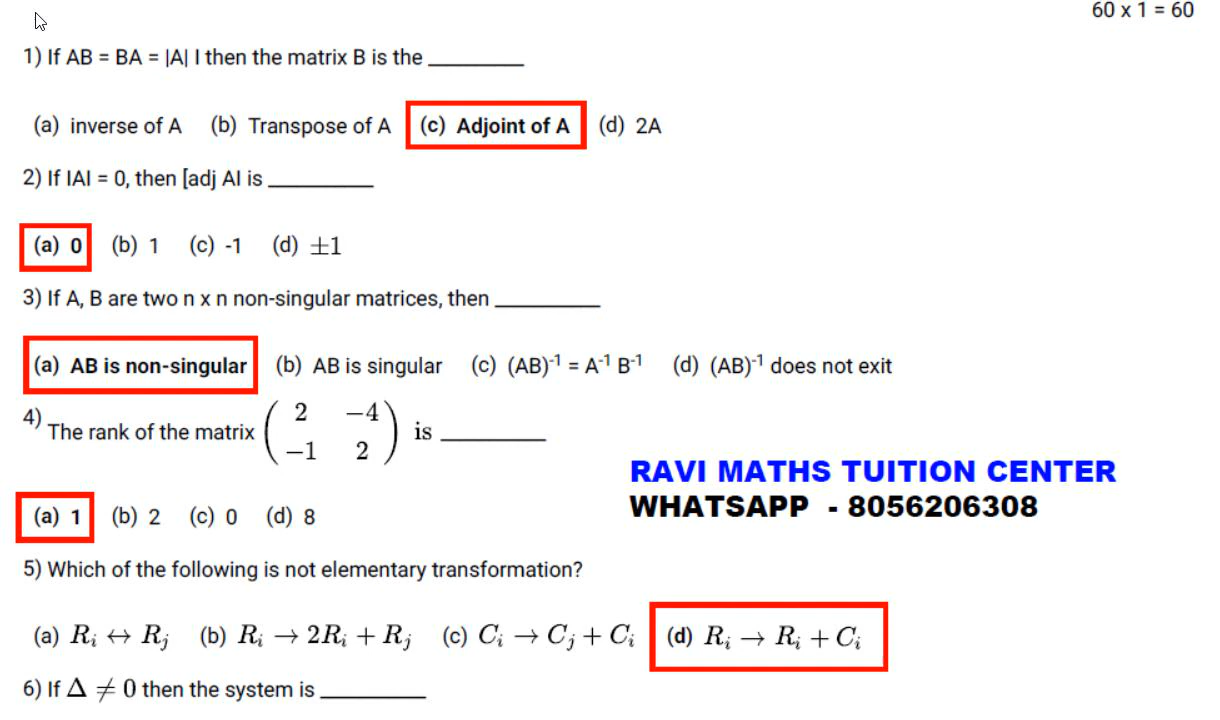 60 x 1 = 60
1) If AB = BA = |A| I then the matrix B is the _________
(a) inverse of A (b) Transpose of A (c) Adjoint of A (d) 2A
2) If IAI = 0, then [adj AI is __________
(a) 0 (b) 1 (c) -1 (d) ±1
3) If A, B are two n x n non-singular matrices, then __________
(a) AB is non-singular (b) AB is singular (c) (AB)⁻¹ = A⁻¹ B⁻¹ (d) (AB)⁻¹ does not exit
4) The rank of the matrix ( 2 −4
−1 2 ) is __________
RAVI MATHS TUITION CENTER
WHATSAPP - 8056206308
(a) 1 (b) 2 (c) 0 (d) 8
5) Which of the following is not elementary transformation?
(a) Rᵢ ↔ Rⱼ (b) Rᵢ → 2Rᵢ + Rⱼ (c) Cᵢ → Cⱼ + Cᵢ (d) Rᵢ → Rᵢ + Cᵢ
6) If Δ ≠ 0 then the system is __________